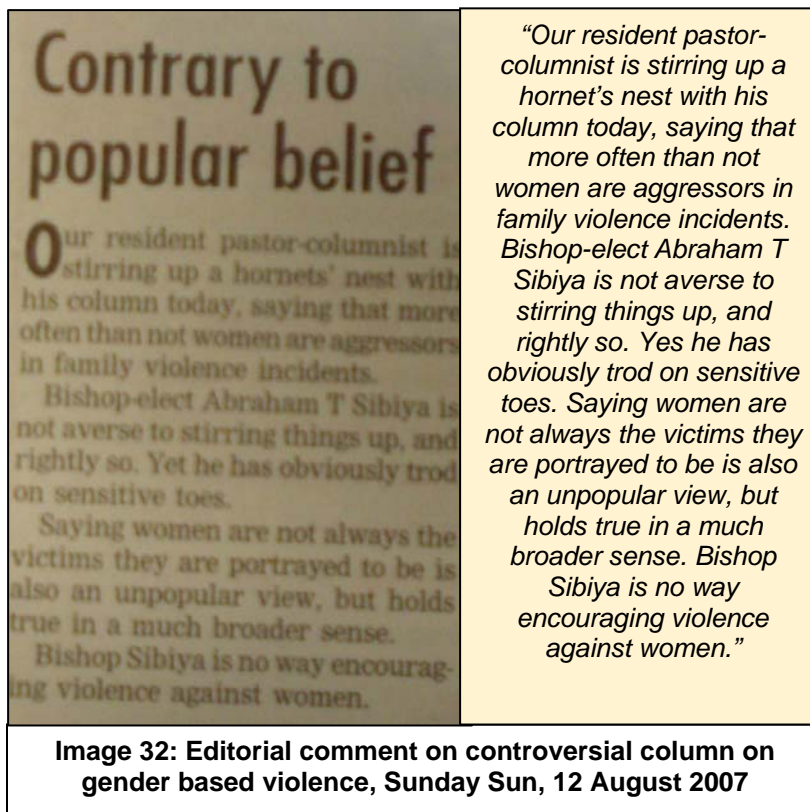 Contrary to
popular belief
Our resident pastor-columnist is
stirring up a hornets' nest with
his column today, saying that more
often than not women are aggressors
in family violence incidents.
Bishop-elect Abraham T Sibiya is
not averse to stirring things up, and
rightly so. Yet he has obviously trod
on sensitive toes.
Saying women are not always the
victims they are portrayed to be is
also an unpopular view, but holds
true in a much broader sense.
Bishop Sibiya is no way encourag-
ing violence against women.
“Our resident pastor-
columnist is stirring up a
hornet’s nest with his
column today, saying that
more often than not
women are aggressors in
family violence incidents.
Bishop-elect Abraham T
Sibiya is not averse to
stirring things up, and
rightly so. Yes he has
obviously trod on sensitive
toes. Saying women are
not always the victims they
are portrayed to be is also
an unpopular view, but
holds true in a much
broader sense. Bishop
Sibiya is no way
encouraging violence
against women.”
Image 32: Editorial comment on controversial column on
gender based violence, Sunday Sun, 12 August 2007